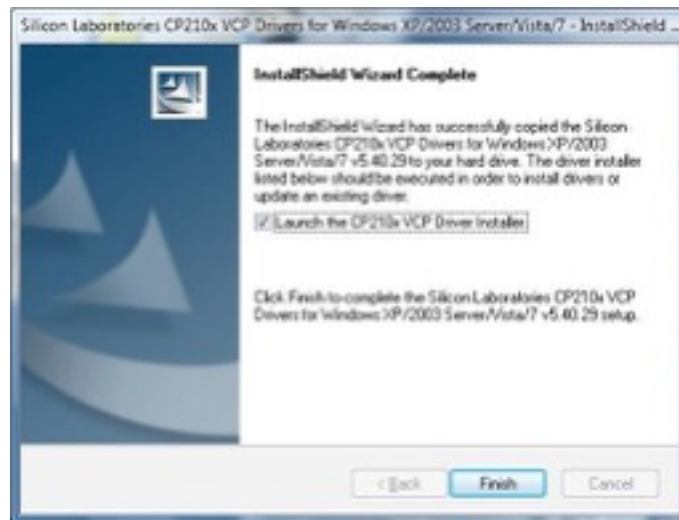 Silicon Laboratories CP210x VCP Drivers for Windows XP/2003 Server/Vista/7 - InstallShield ...
InstallShield Wizard Complete
The InstallShield Wizard has successfully copied the Silicon
Laboratories CP210x VCP Drivers for Windows XP/2003
Server/Vista/7 v5.40.29 to your hard drive. The driver installer
listed below should be executed in order to install drivers or
update an existing driver.
Launch the CP210x VCP Driver Installer.
Click Finish to complete the Silicon Laboratories CP210x VCP
Drivers for Windows XP/2003 Server/Vista/7 v5.40.29 setup.
< Back
Finish
Cancel